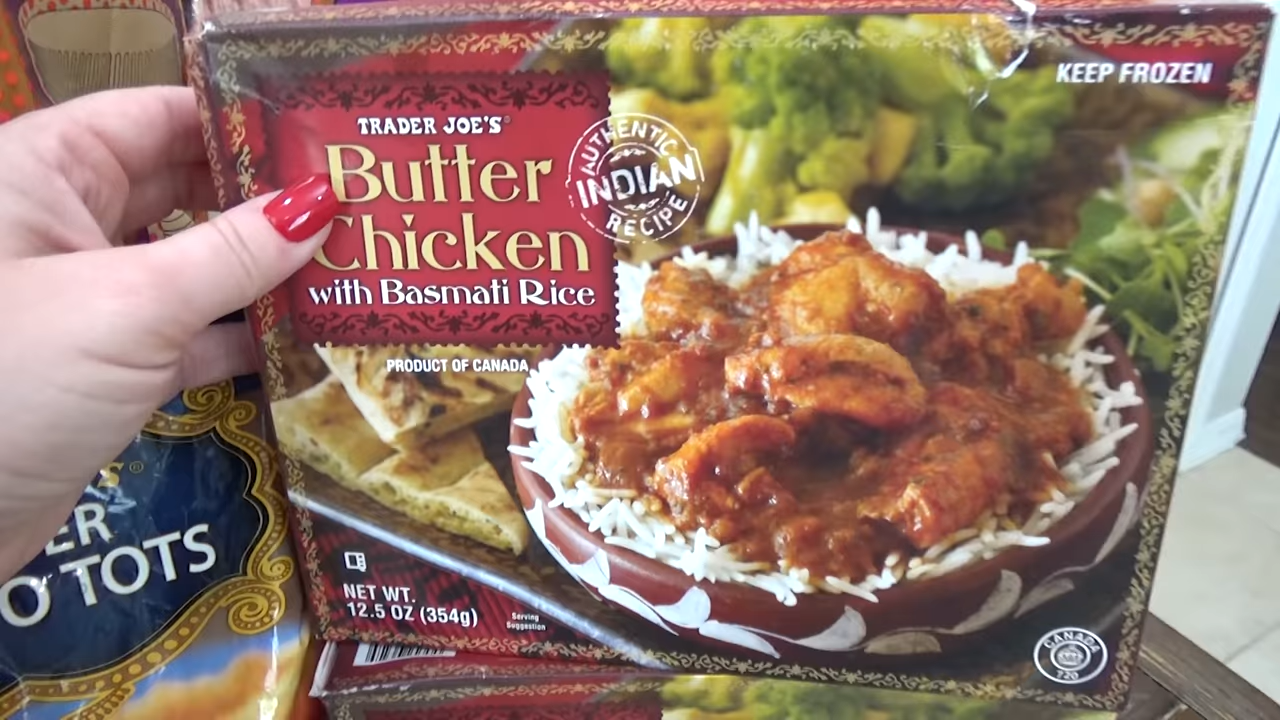 KEEP FROZEN
TRADER JOE'S®
Butter
Chicken
with Basmati Rice
AUTHENTIC
INDIAN
RECIPE
PRODUCT OF CANADA
NET WT.
12.5 OZ (354g)
Serving
Suggestion
CANADA
720
S®
ER
O TOTS